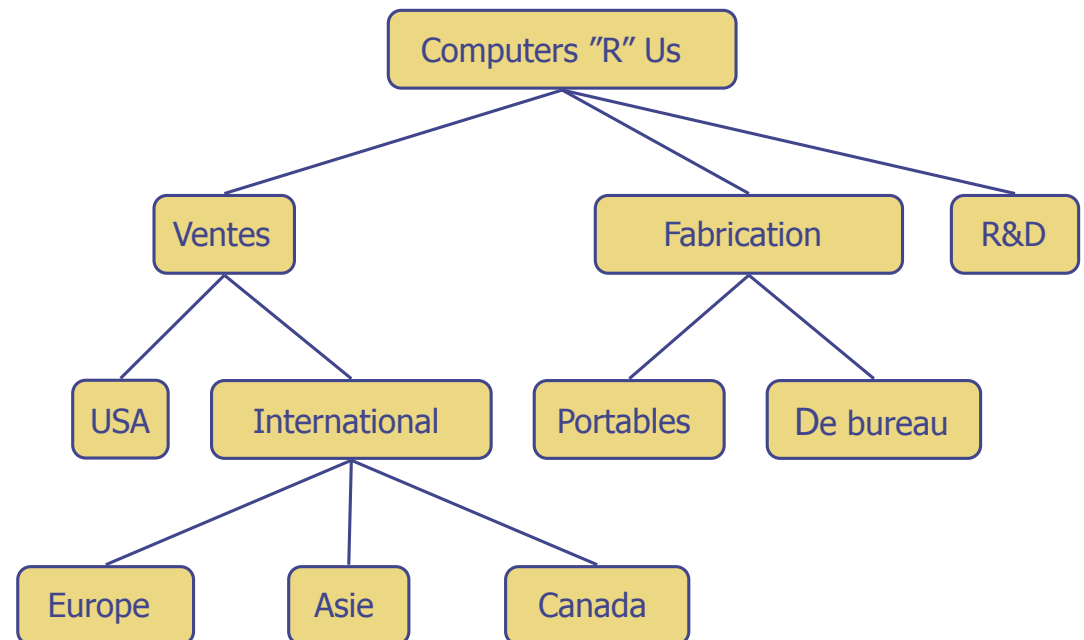 Computers ”R” Us
Ventes
Fabrication
R&D
USA
International
Portables
De bureau
Europe
Asie
Canada